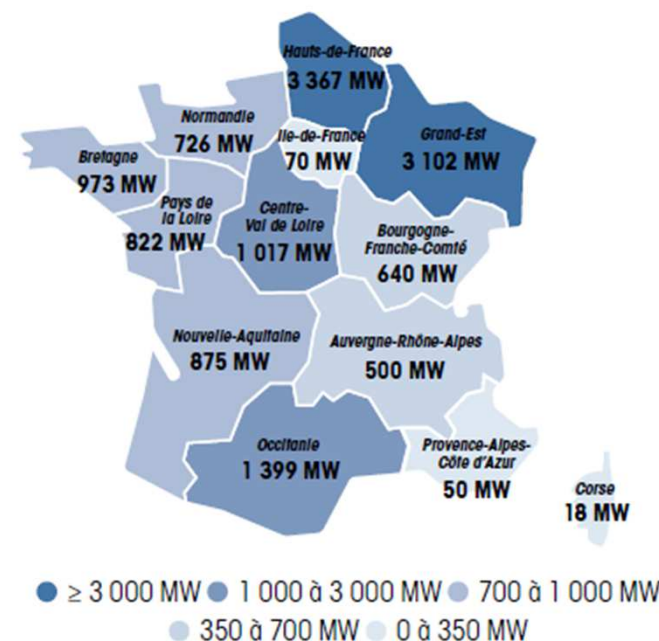 Hauts-de-France
3 367 MW
Normandie
726 MW
Ile-de-France
70 MW
Grand-Est
3 102 MW
Bretagne
973 MW
Pays de
la Loire
822 MW
Centre-
Val de Loire
1 017 MW
Bourgogne-
Franche-Comté
640 MW
Nouvelle-Aquitaine
875 MW
Auvergne-Rhône-Alpes
500 MW
Occitanie
1 399 MW
Provence-Alpes-
Côte d'Azur
50 MW
Corse
18 MW
≥ 3 000 MW 1 000 à 3 000 MW 700 à 1 000 MW
350 à 700 MW 0 à 350 MW